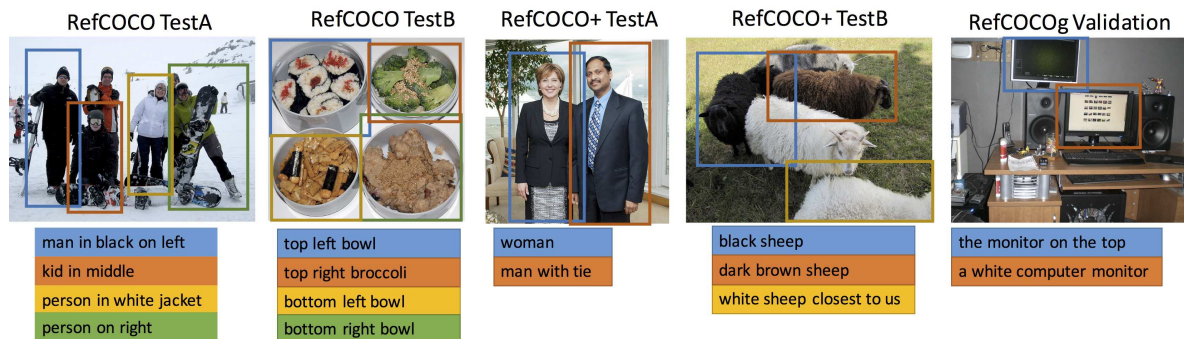 RefCOCO TestA
man in black on left
kid in middle
person in white jacket
person on right
RefCOCO TestB
top left bowl
top right broccoli
bottom left bowl
bottom right bowl
RefCOCO+ TestA
woman
man with tie
RefCOCO+ TestB
black sheep
dark brown sheep
white sheep closest to us
RefCOCOg Validation
the monitor on the top
a white computer monitor